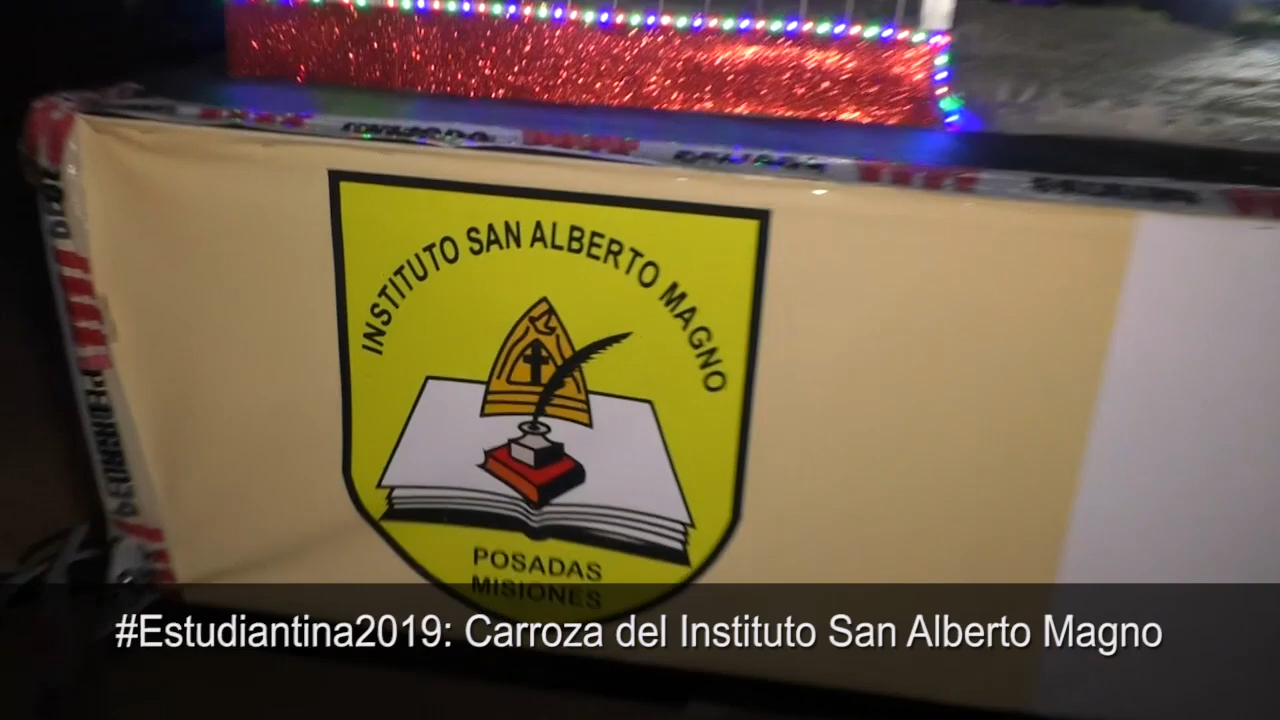 INSTITUTO SAN ALBERTO MAGNO
POSADAS
MISIONES
#Estudiantina2019: Carroza del Instituto San Alberto Magno